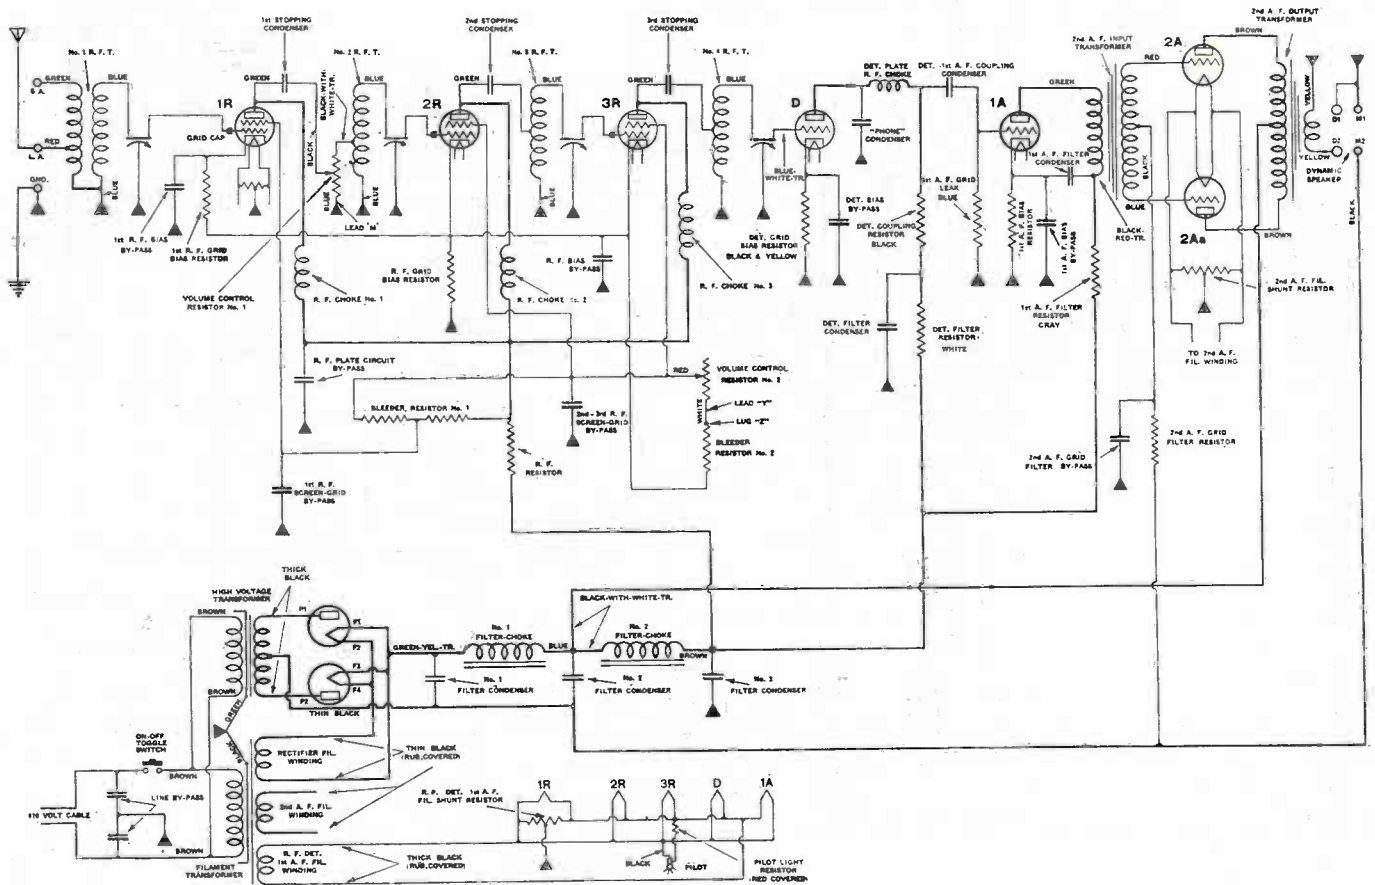 1st STOPPING
CONDENSER
2nd STOPPING
CONDENSER
3rd STOPPING
CONDENSER
2nd A. F. OUTPUT
TRANSFORMER
No. 1 R. F. T.
No. 2 R. F. T.
No. 3 R. F. T.
No. 4 R. F. T.
DET. PLATE
R. F. CHOKE
DET. -1st A. F. COUPLING
CONDENSER
2nd A. F. INPUT
TRANSFORMER
2A
BROWN
GREEN
BLUE
GREEN
BLACK-WITH-
WHITE-TR.
BLUE
GREEN
BLUE
GREEN
BLUE
GREEN
RED
YELLOW
S. A.
1R
2R
3R
D
1A
GRID CAP
"PHONE"
CONDENSER
D1
M1
RED
L. A.
BLACK
BLACK
1st A. F. FILTER
CONDENSER
D2
M2
YELLOW
DYNAMIC
SPEAKER
GND.
BLUE
BLUE
BLUE
BLUE-
WHITE-TR.
1st A. F. GRID
LEAK
BLUE
BLUE
BLACK
LEAD "M"
1st R. F. BIAS
BY-PASS
1st R. F. GRID
BIAS RESISTOR
DET. GRID
BIAS RESISTOR
BLACK & YELLOW
DET. BIAS
BY-PASS
DET. COUPLING
RESISTOR
BLACK
1st A. F. BIAS
RESISTOR
1st A. F. BIAS
BY-PASS
BLACK-
RED-TR.
2Aa
BROWN
VOLUME CONTROL
RESISTOR No. 1
R. F. CHOKE No. 1
R. F. GRID
BIAS RESISTOR
R. F. CHOKE No. 2
R. F. BIAS
BY-PASS
R. F. CHOKE No. 3
2nd A. F. FIL.
SHUNT RESISTOR
1st A. F. FILTER
RESISTOR
GRAY
DET. FILTER
CONDENSER
DET. FILTER
RESISTOR-
WHITE
TO 2nd A. F.
FIL. WINDING
R. F. PLATE CIRCUIT
BY-PASS
RED
VOLUME CONTROL
RESISTOR No. 2
BLEEDER, RESISTOR No. 1
2nd-3rd R. F.
SCREEN-GRID
BY-PASS
WHITE
LEAD "Y"
LUG "Z"
BLEEDER
RESISTOR No. 2
R. F.
RESISTOR
2nd A. F. GRID
FILTER RESISTOR
2nd A. F. GRID
FILTER BY-PASS
1st R. F.
SCREEN-GRID
BY-PASS
THICK
BLACK
HIGH VOLTAGE
TRANSFORMER
BROWN
P1
F1
F2
F3
F4
P2
THIN BLACK
BLACK-WITH-WHITE-TR.
GREEN-YEL.-TR.
No. 1
FILTER-CHOKE
BLUE
No. 2
FILTER-CHOKE
BROWN
No. 1
FILTER CONDENSER
No. 2
FILTER CONDENSER
No. 3
FILTER CONDENSER
BROWN
GREEN
BLACK
ON-OFF
TOGGLE
SWITCH
BROWN
RECTIFIER FIL.
WINDING
THIN BLACK
(RUB. COVERED)
LINE BY-PASS
2nd A. F. FIL.
WINDING
R. F. DET. 1st A. F.
FIL. SHUNT RESISTOR
1R
2R
3R
D
1A
110 VOLT CABLE
BROWN
FILAMENT
TRANSFORMER
R. F. DET.
1st A. F. FIL.
WINDING
THICK BLACK
(RUB. COVERED)
BLACK
PILOT
PILOT LIGHT
RESISTOR
(RED COVERED)